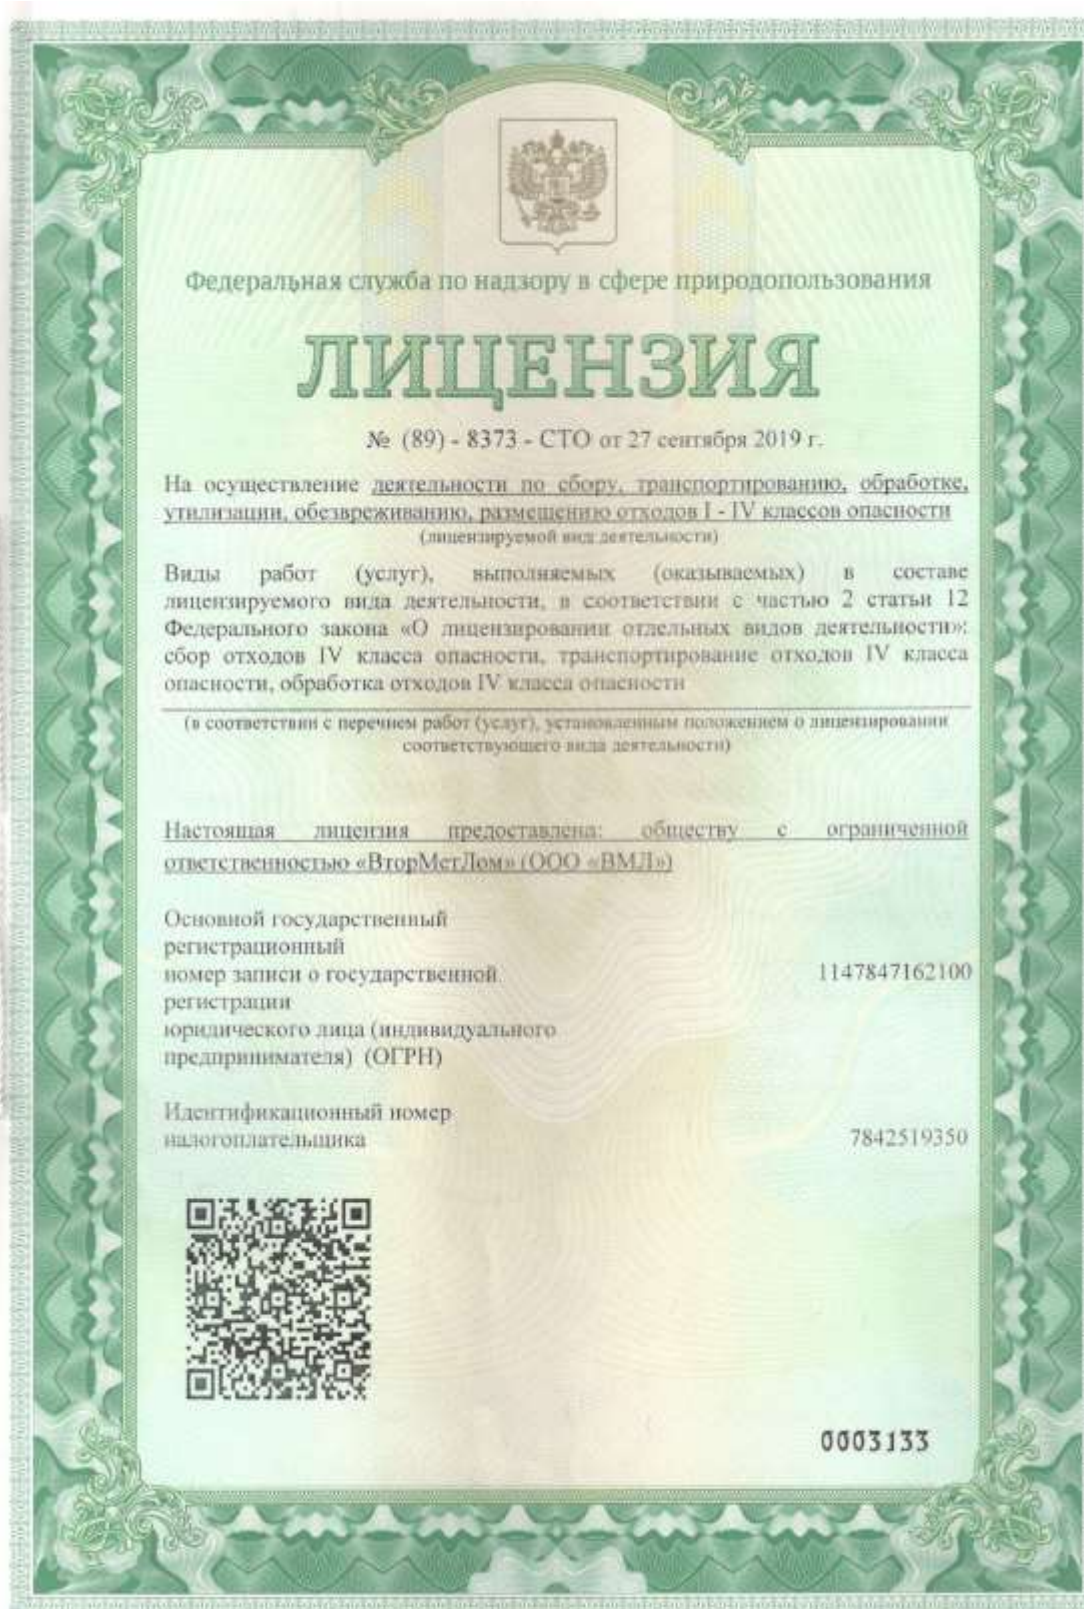 Федеральная служба по надзору в сфере природопользования
ЛИЦЕНЗИЯ
№ (89) - 8373 - СТО от 27 сентября 2019 г.
На осуществление деятельности по сбору, транспортированию, обработке,
утилизации, обезвреживанию, размещению отходов I - IV классов опасности
(лицензируемой вид деятельности)
Виды работ (услуг), выполняемых (оказываемых) в составе
лицензируемого вида деятельности, в соответствии с частью 2 статьи 12
Федерального закона «О лицензировании отдельных видов деятельности»:
сбор отходов IV класса опасности, транспортирование отходов IV класса
опасности, обработка отходов IV класса опасности
(в соответствии с перечнем работ (услуг), установленным положением о лицензировании
соответствующего вида деятельности)
Настоящая лицензия предоставлена: обществу с ограниченной
ответственностью «ВторМетЛом» (ООО «ВМЛ»)
Основной государственный
регистрационный
номер записи о государственной 1147847162100
регистрации
юридического лица (индивидуального
предпринимателя) (ОГРН)
Идентификационный номер
налогоплательщика 7842519350
0003133